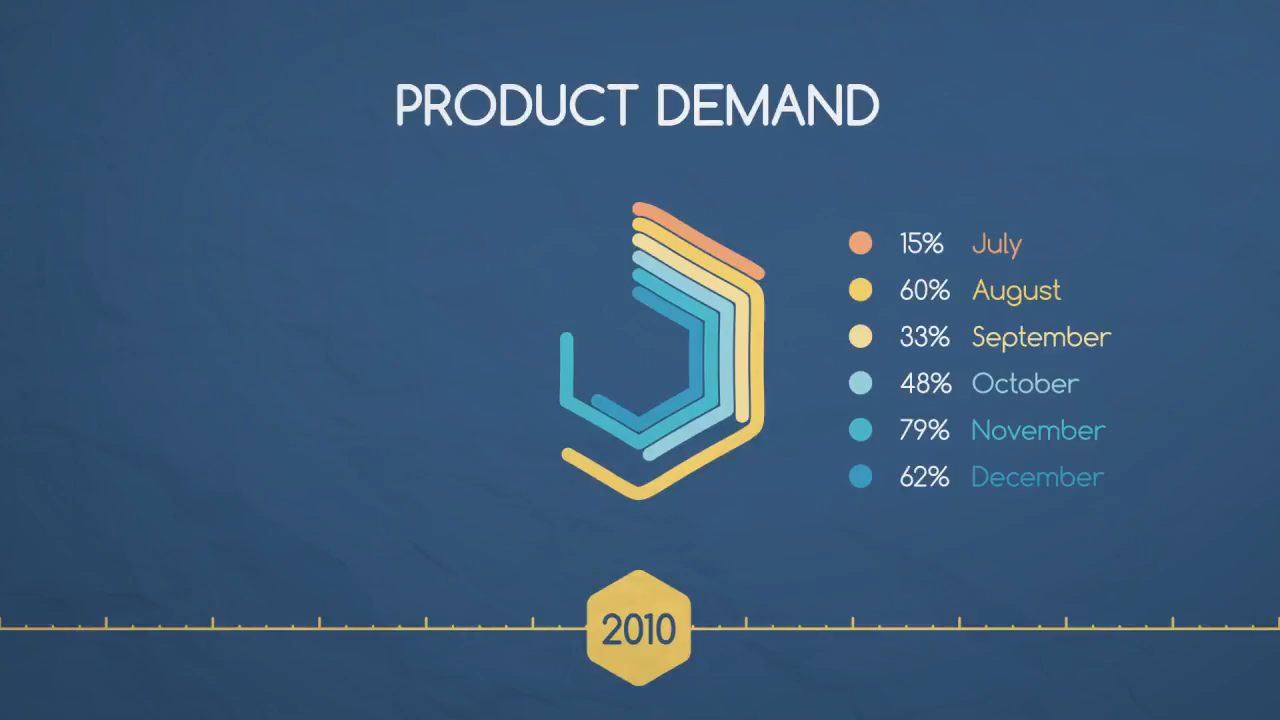 PRODUCT DEMAND
15% July
60% August
33% September
48% October
79% November
62% December
2010